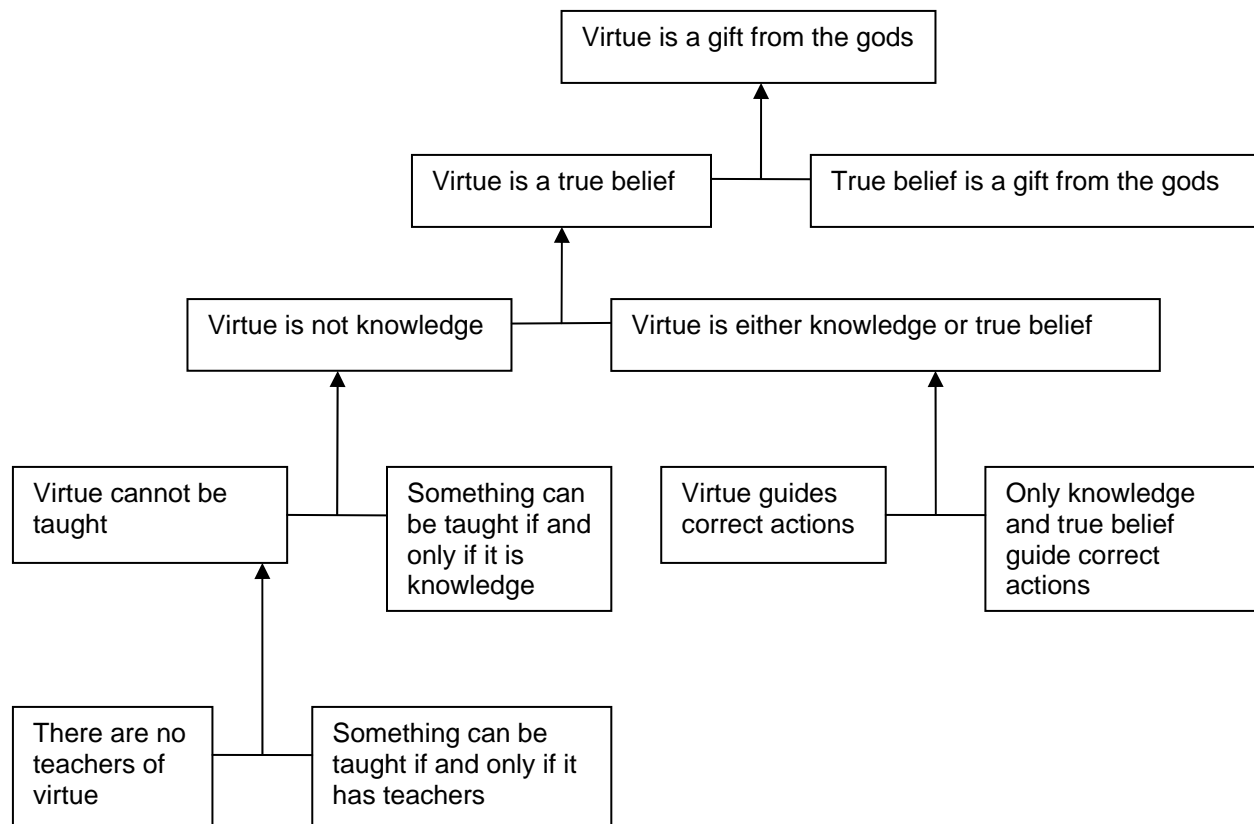 Virtue is a gift from the gods
Virtue is a true belief
True belief is a gift from the gods
Virtue is not knowledge
Virtue is either knowledge or true belief
Virtue cannot be
taught
Something can
be taught if and
only if it is
knowledge
Virtue guides
correct actions
Only knowledge
and true belief
guide correct
actions
There are no
teachers of
virtue
Something can be
taught if and only if it
has teachers